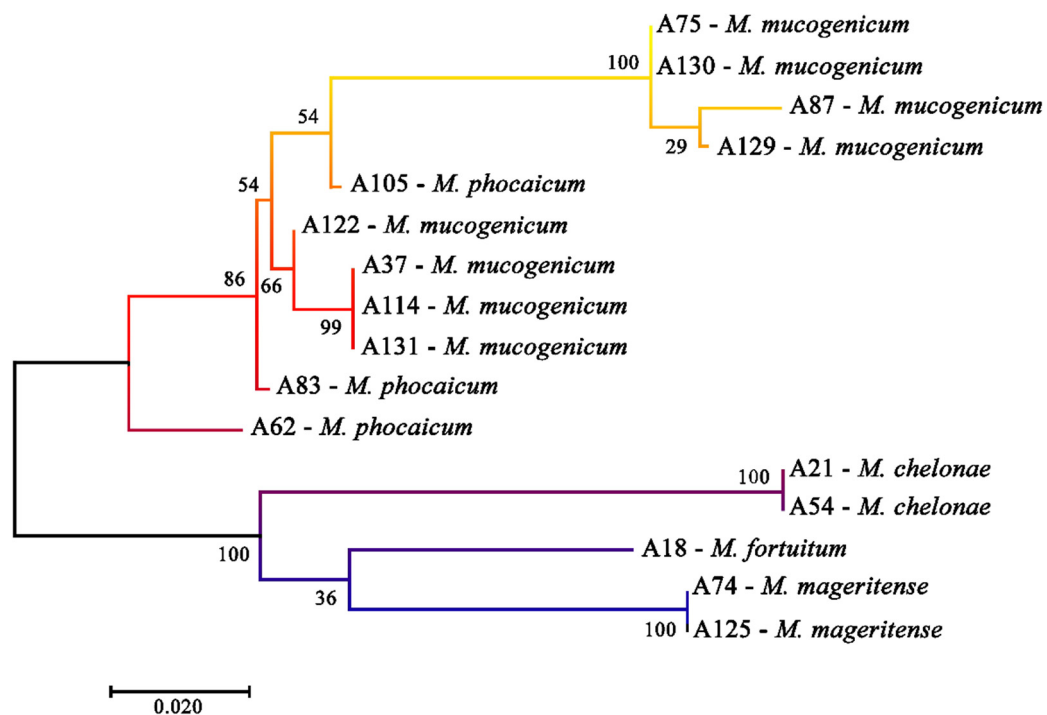 A75 - M. mucogenicum
100
A130 - M. mucogenicum
A87 - M. mucogenicum
54
29
A129 - M. mucogenicum
54
A105 - M. phocaicum
A122 - M. mucogenicum
A37 - M. mucogenicum
86
66
A114 - M. mucogenicum
99
A131 - M. mucogenicum
A83 - M. phocaicum
A62 - M. phocaicum
100
A21 - M. chelonae
A54 - M. chelonae
100
A18 - M. fortuitum
36
A74 - M. mageritense
100
A125 - M. mageritense
0.020